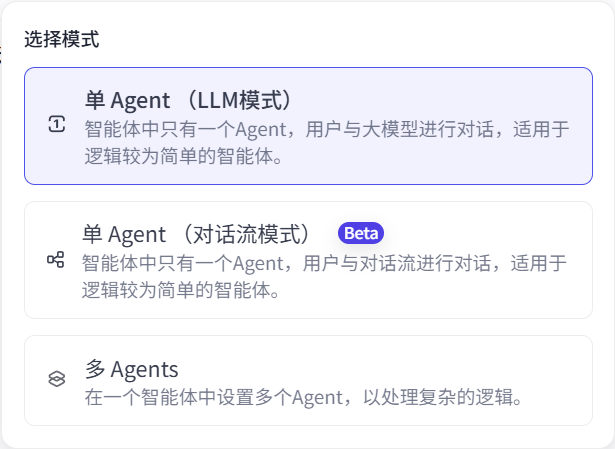 选择模式
单 Agent （LLM模式）
智能体中只有一个Agent，用户与大模型进行对话，适用于
逻辑较为简单的智能体。
单 Agent （对话流模式） Beta
智能体中只有一个Agent，用户与对话流进行对话，适用于
逻辑较为简单的智能体。
多 Agents
在一个智能体中设置多个Agent，以处理复杂的逻辑。